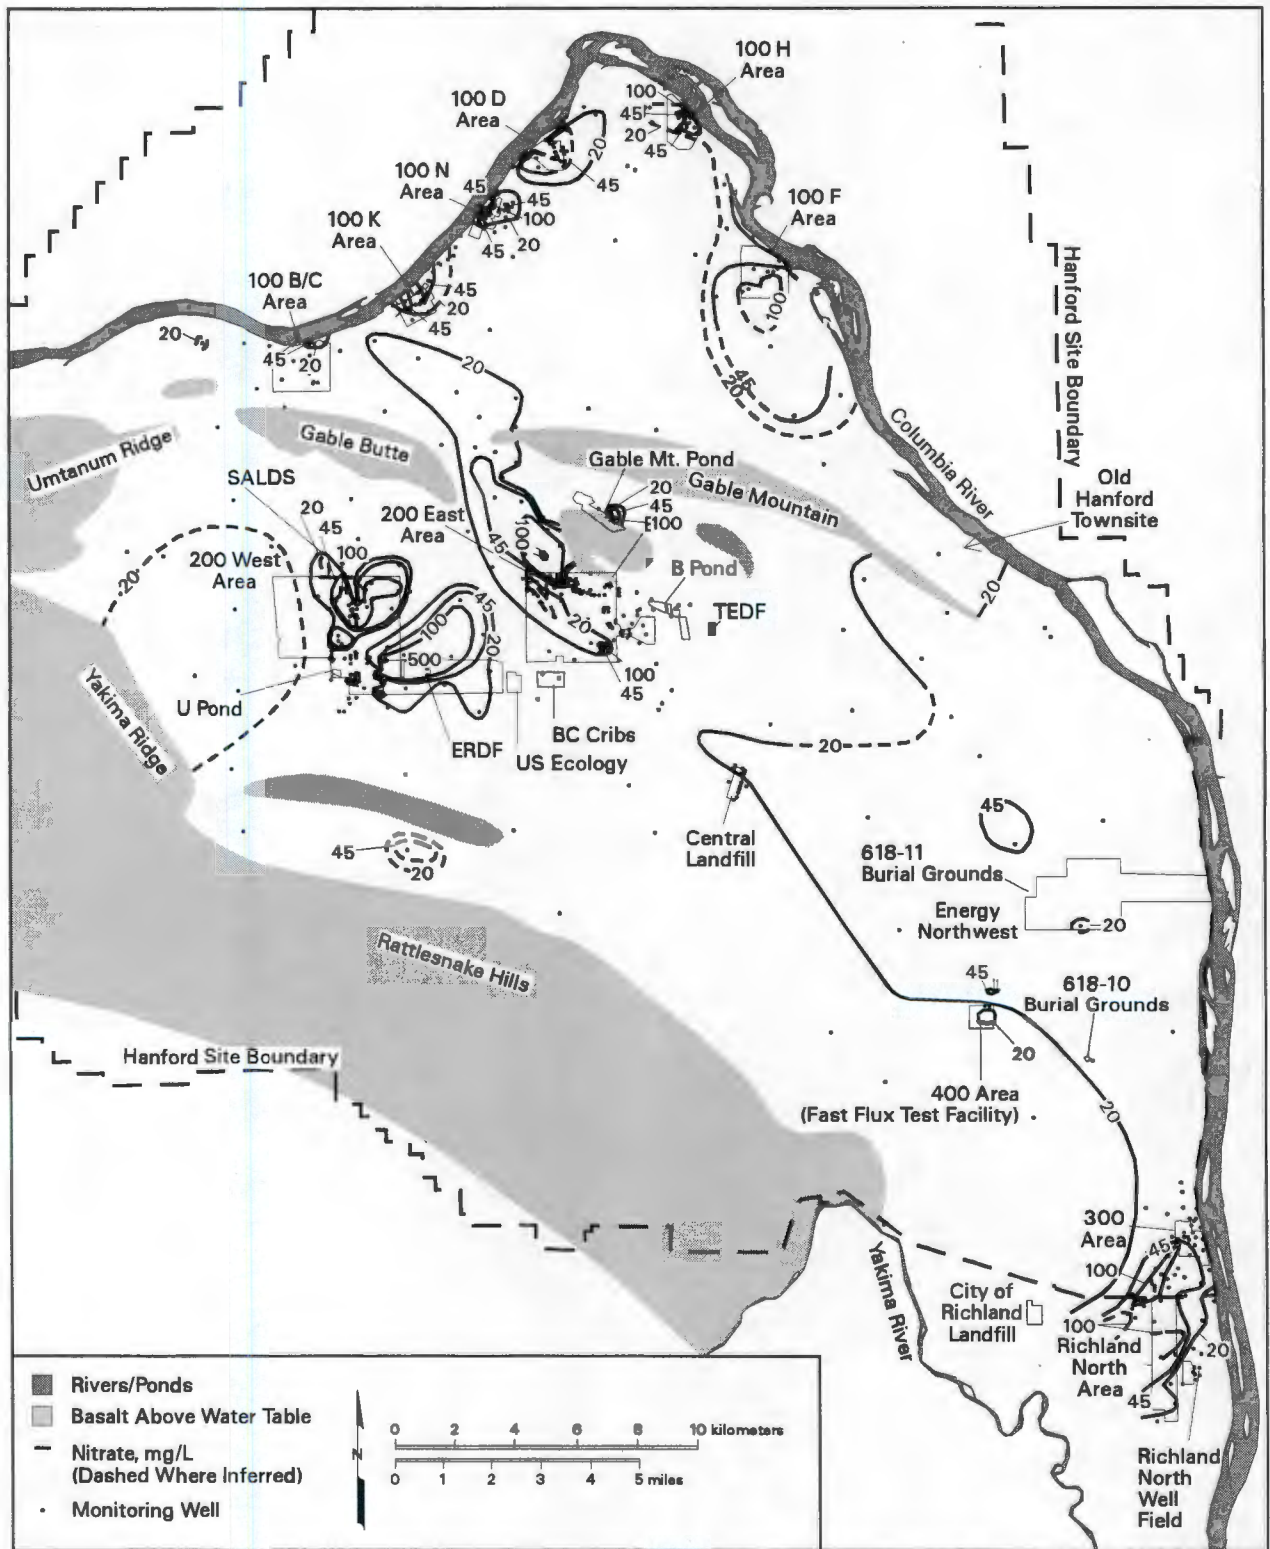 100 H
Area
100
45
20
45
100 D
Area
20
45
100 N
Area
45
45
100
20
45
100 K
Area
45
20
45
100 F
Area
100
45
20
100 B/C
Area
20
45
20
20
Hanford Site Boundary
Columbia River
Umtanum Ridge
Gable Butte
Gable Mt. Pond
20
45
100
Gable Mountain
Old
Hanford
Townsite
20
SALDS
20
45
100
200 East
Area
100
45
20
100
45
200 West
Area
20
B Pond
TEDF
45
100
20
500
U Pond
Yakima Ridge
ERDF
BC Cribs
US Ecology
20
Central
Landfill
45
20
45
618-11
Burial Grounds
Energy
Northwest
20
Rattlesnake Hills
45
618-10
Burial Grounds
20
400 Area
(Fast Flux Test Facility)
20
Hanford Site Boundary
300
Area
45
100
City of
Richland
Landfill
100
Richland
North
Area
20
45
Yakima River
Richland
North
Well
Field
Rivers/Ponds
Basalt Above Water Table
Nitrate, mg/L
(Dashed Where Inferred)
Monitoring Well
N
0 2 4 6 8 10 kilometers
0 1 2 3 4 5 miles